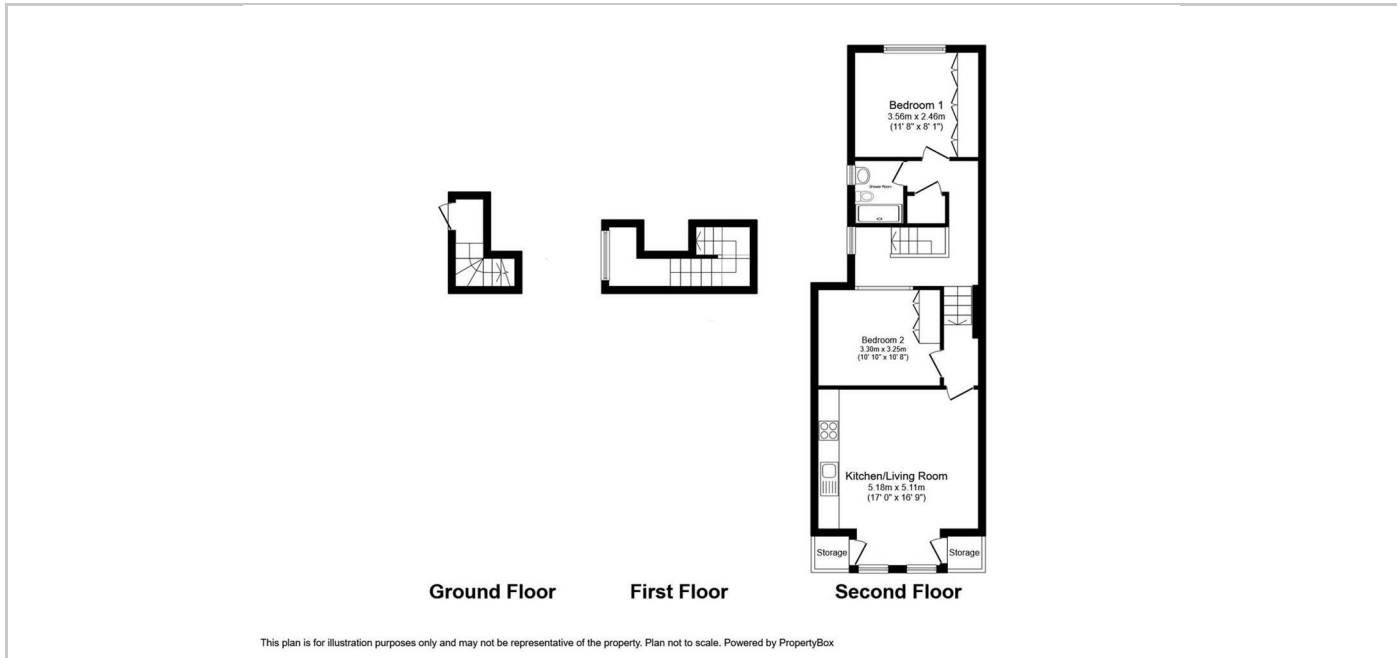 Bedroom 1
3.56m x 2.46m
(11' 8" x 8' 1")
Shower Room
Bedroom 2
3.30m x 3.25m
(10' 10" x 10' 8")
Kitchen/Living Room
5.18m x 5.11m
(17' 0" x 16' 9")
Storage
Storage
Ground Floor
First Floor
Second Floor
This plan is for illustration purposes only and may not be representative of the property. Plan not to scale. Powered by PropertyBox